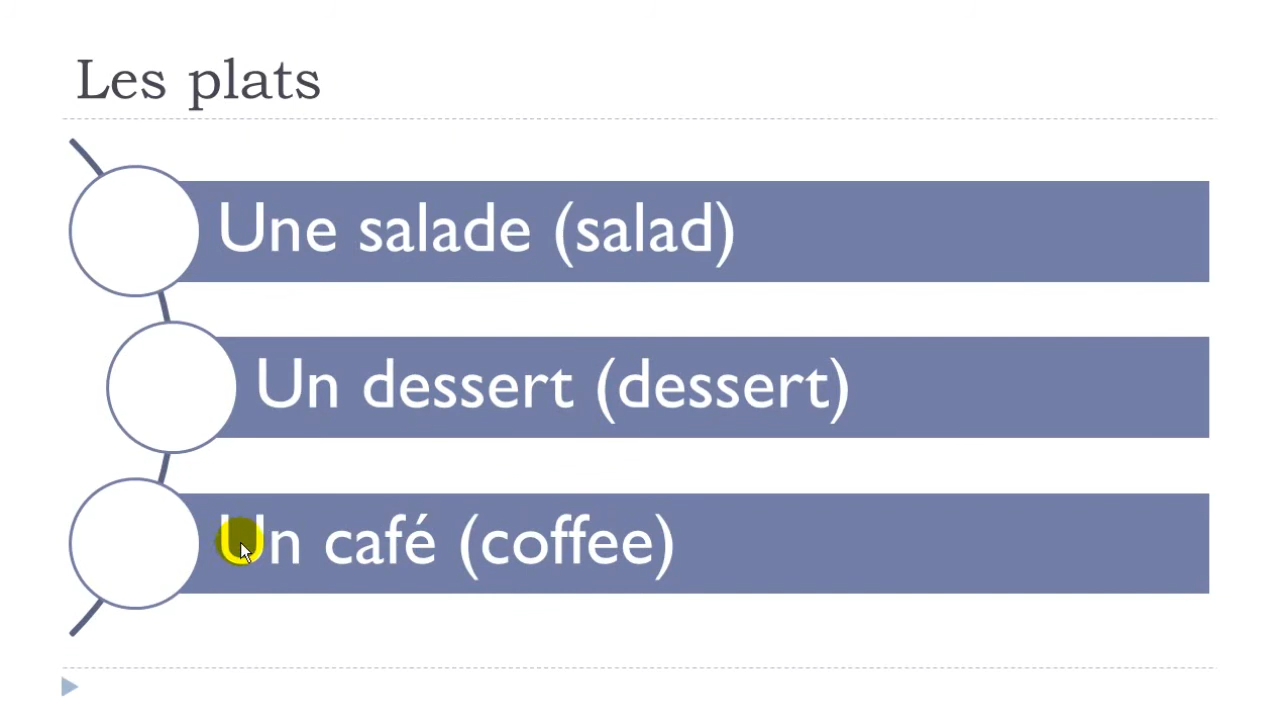 Les plats
Une salade (salad)
Un dessert (dessert)
Un café (coffee)